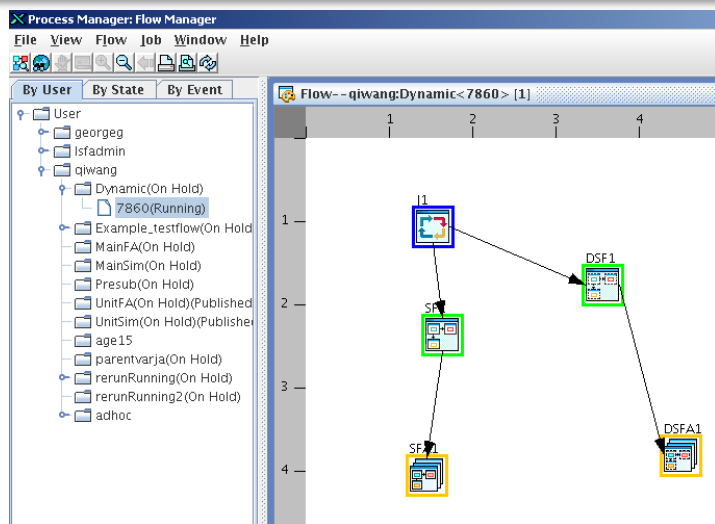 Process Manager: Flow Manager
File View Flow Job Window Help
By User By State By Event
User
georgeg
lsfadmin
qiwang
Dynamic(On Hold)
7860(Running)
Example_testflow(On Hold
MainFA(On Hold)
MainSim(On Hold)
Presub(On Hold)
UnitFA(On Hold)(Published
UnitSim(On Hold)(Publishe
age15
parentvarja(On Hold)
rerunRunning(On Hold)
rerunRunning2(On Hold)
adhoc
Flow--qiwang:Dynamic<7860> [1]
1 2 3 4
1
2
3
4
J1
DSF1
SF1
SFA1
DSFA1